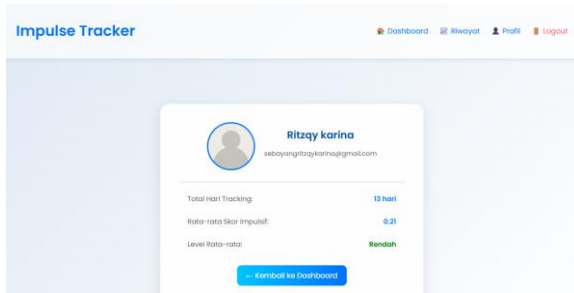 Impulse Tracker
Dashboard Riwayat Profil Logout
Ritzqy karina
sebayangritzqykarina@gmail.com
Total Hari Tracking: 13 hari
Rata-rata Skor Impulsif: 0.21
Level Rata-rata: Rendah
← Kembali ke Dashboard